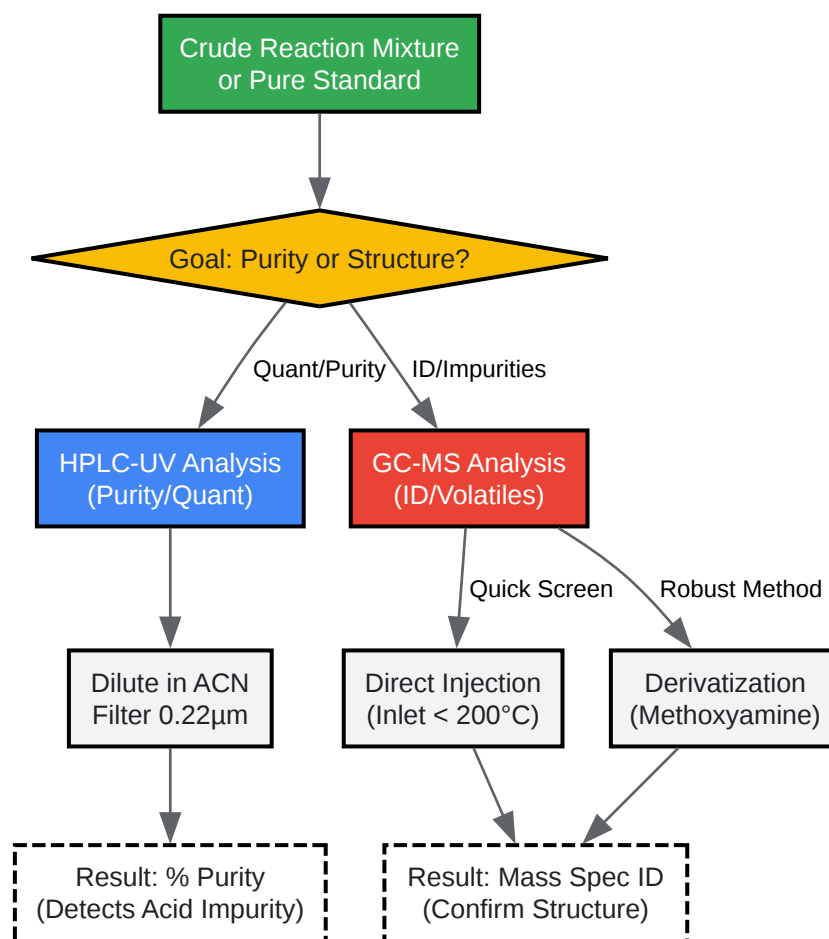 Crude Reaction Mixture
or Pure Standard
Goal: Purity or Structure?
Quant/Purity
ID/Impurities
HPLC-UV Analysis
(Purity/Quant)
GC-MS Analysis
(ID/Volatiles)
Quick Screen
Robust Method
Dilute in ACN
Filter 0.22µm
Direct Injection
(Inlet < 200°C)
Derivatization
(Methoxyamine)
Result: % Purity
(Detects Acid Impurity)
Result: Mass Spec ID
(Confirm Structure)